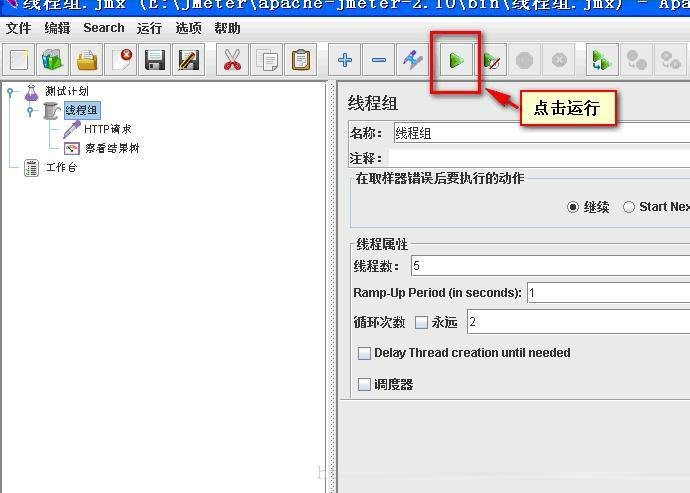 线程组.jmx (E:\jMeter\apache-jmeter-2.10\bin\线程组.jmx) - Apa
文件 编辑 Search 运行 选项 帮助
点击运行
测试计划
线程组
HTTP请求
察看结果树
工作台
线程组
名称： 线程组
注释：
在取样器错误后要执行的动作
继续 Start Nex
线程属性
线程数： 5
Ramp-Up Period (in seconds): 1
循环次数 永远 2
Delay Thread creation until needed
调度器